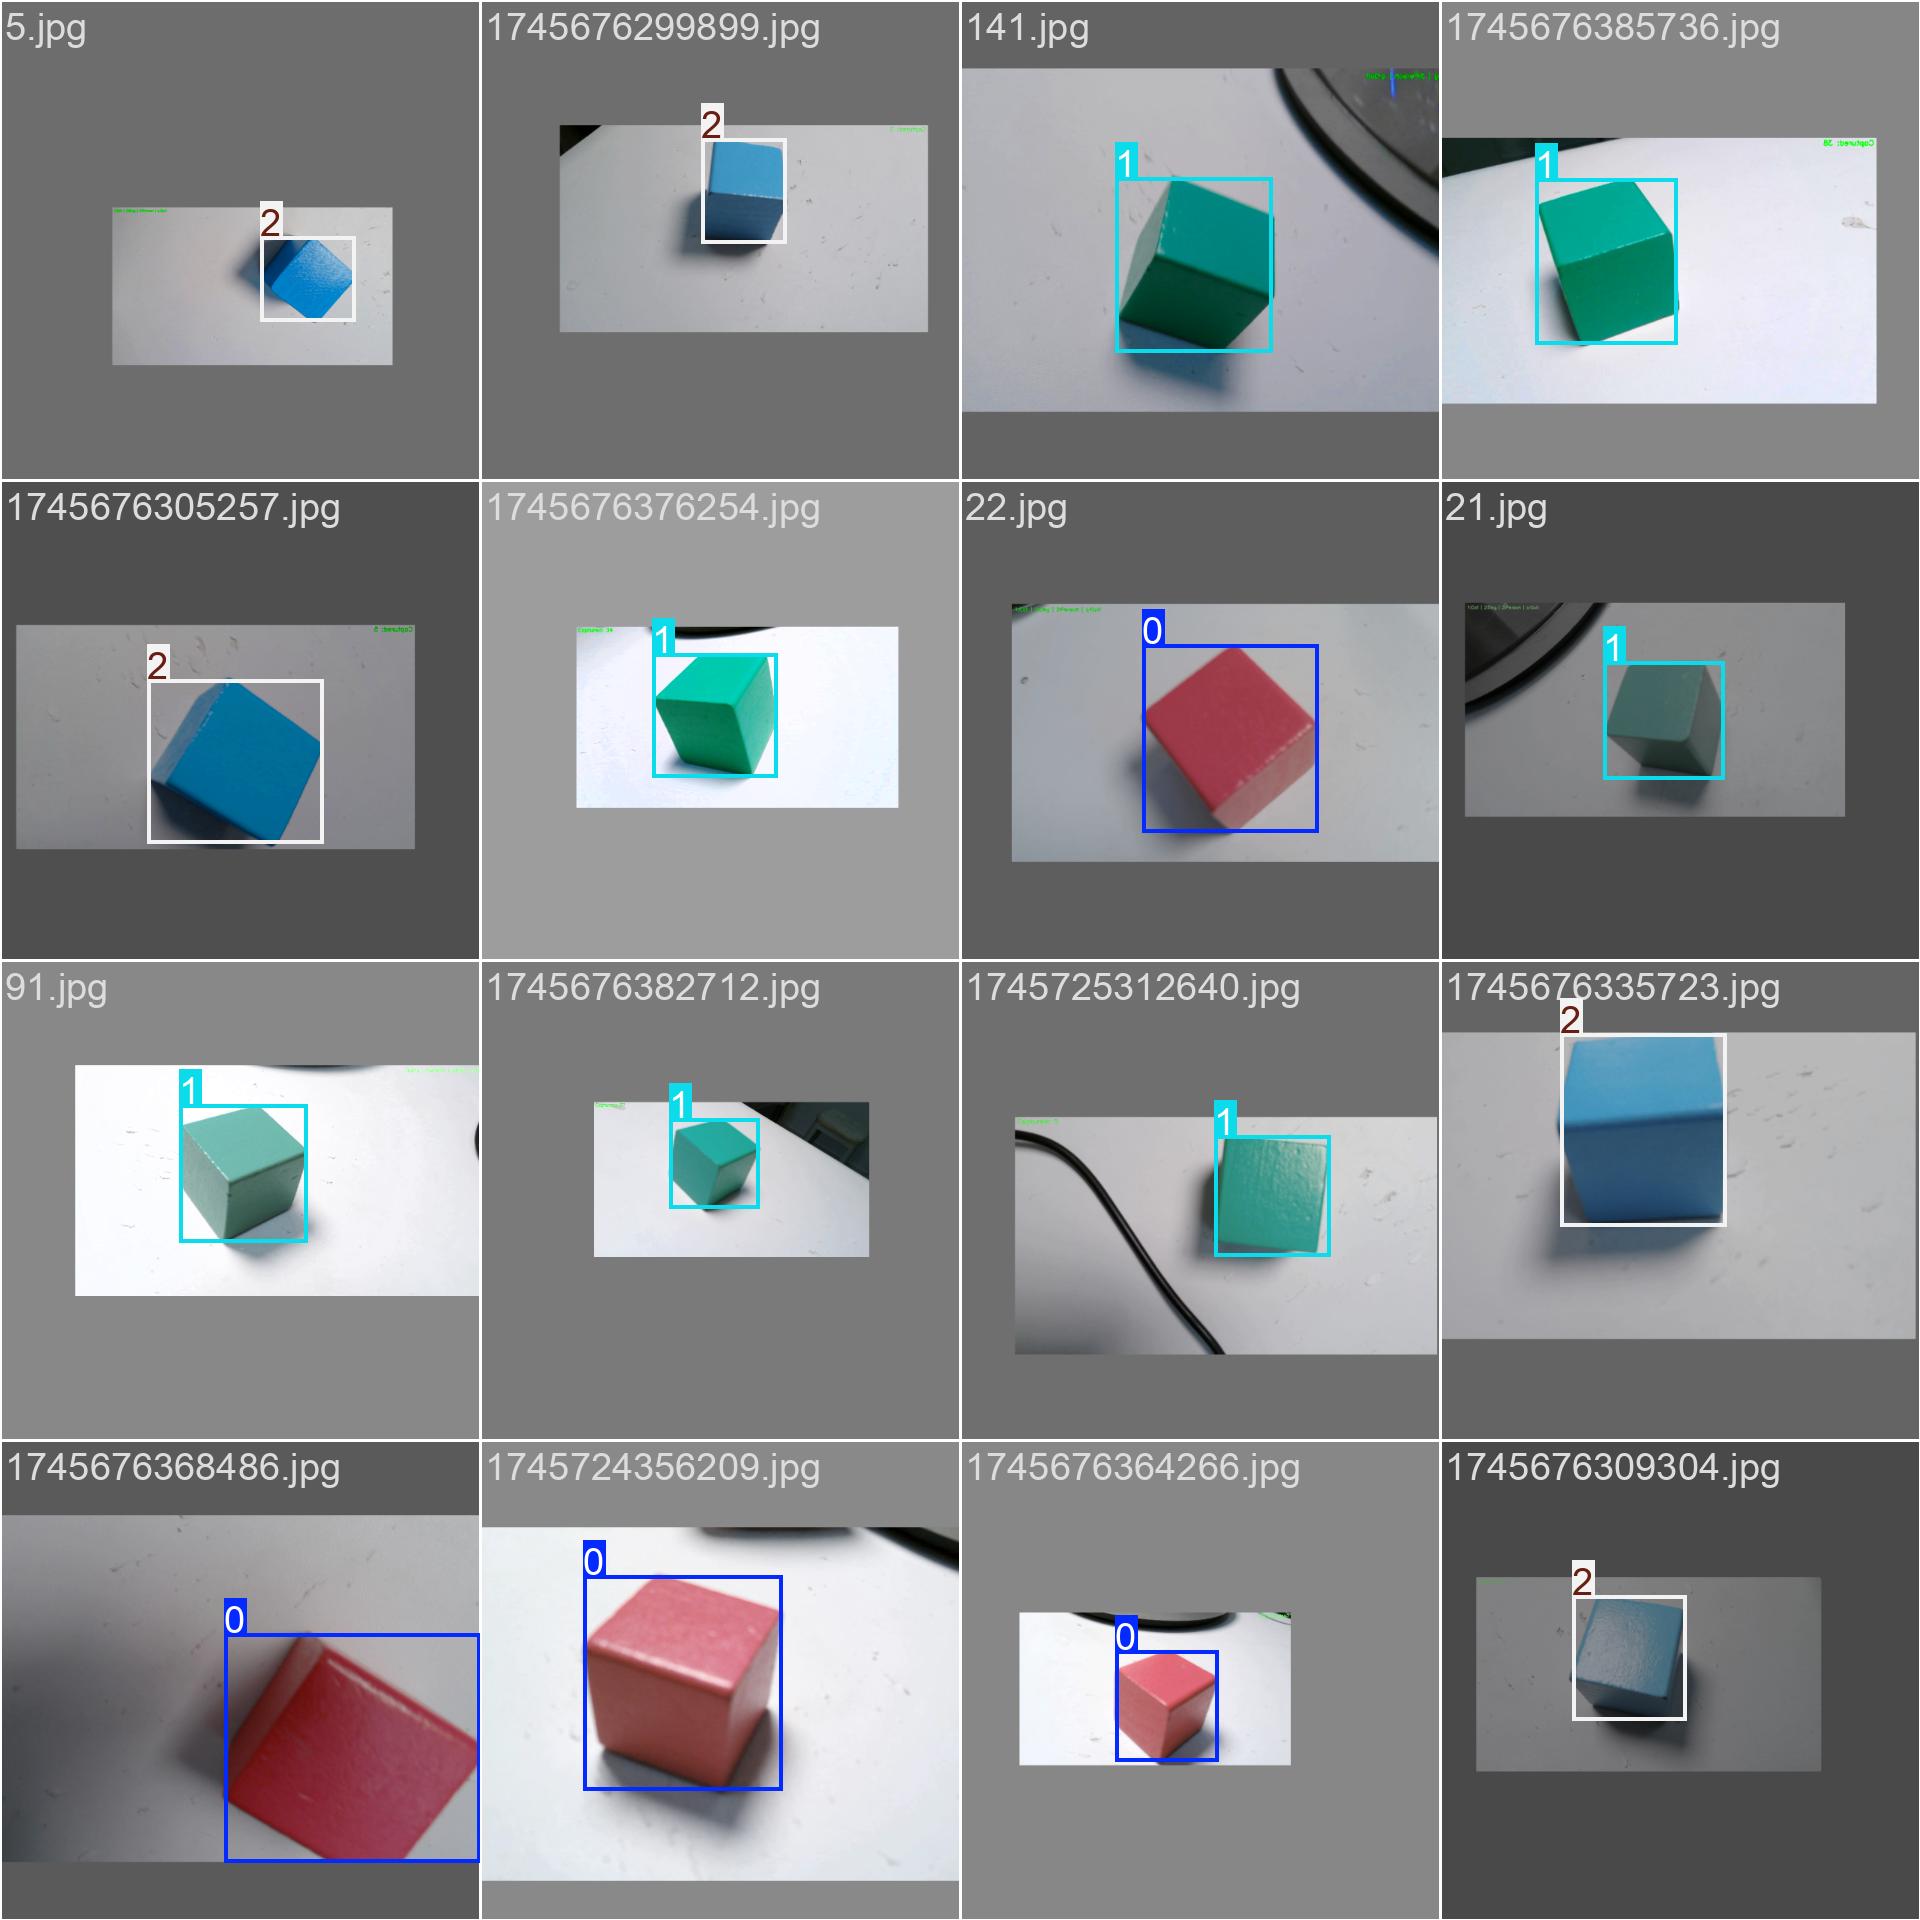 5.jpg
1745676299899.jpg
141.jpg
1745676385736.jpg
2
2
1
1
1745676305257.jpg
1745676376254.jpg
22.jpg
21.jpg
2
1
0
1
91.jpg
1745676382712.jpg
1745725312640.jpg
1745676335723.jpg
1
1
1
2
1745676368486.jpg
1745724356209.jpg
1745676364266.jpg
1745676309304.jpg
0
0
0
2